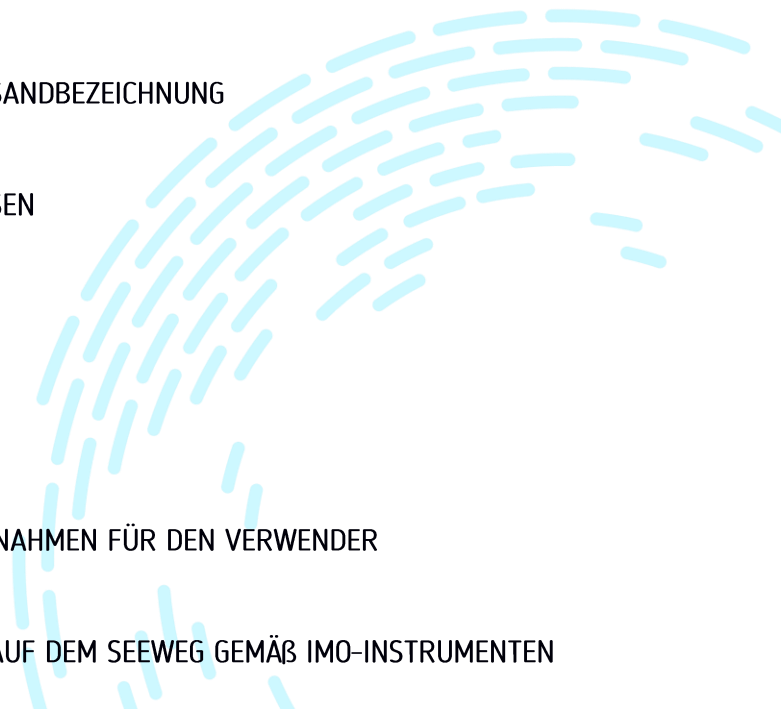 SANDBEZEICHNUNG
SEN
NAHMEN FÜR DEN VERWENDER
AUF DEM SEEWEG GEMÄß IMO-INSTRUMENTEN